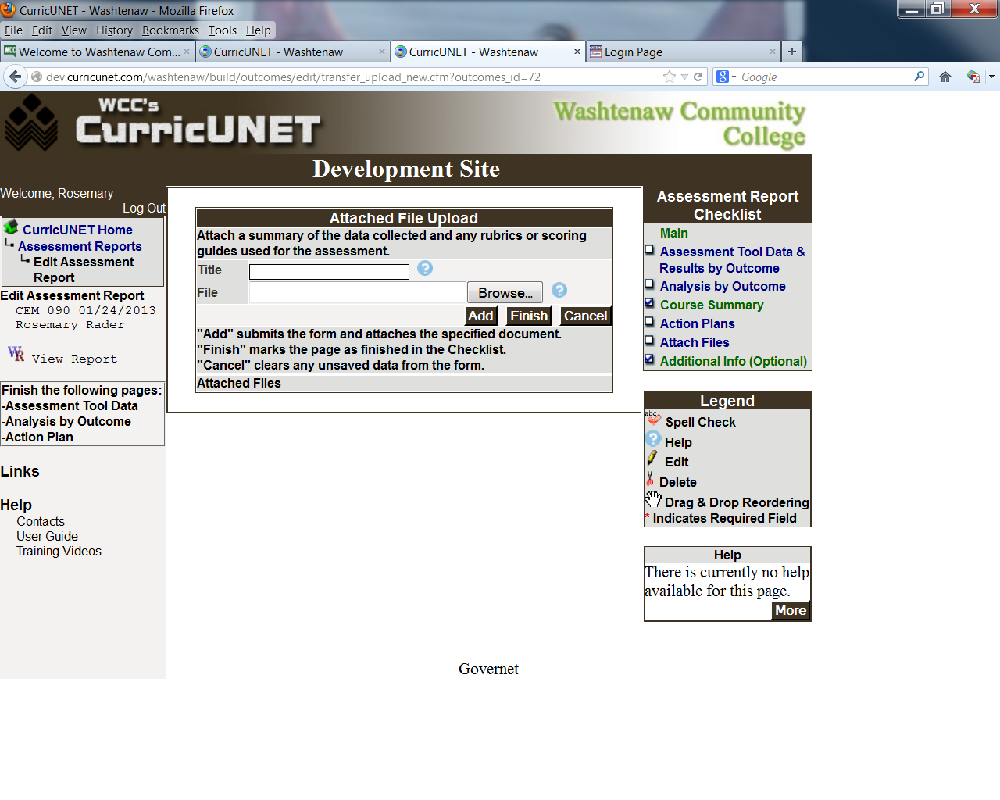 CurricUNET - Washtenaw - Mozilla Firefox
File Edit View History Bookmarks Tools Help
WCC Welcome to Washtenaw Com... × CurricUNET - Washtenaw × CurricUNET - Washtenaw × Login Page × +
dev.curricunet.com/washtenaw/build/outcomes/edit/transfer_upload_new.cfm?outcomes_id=72 Google
WCC's
CurricUNET
Washtenaw Community
College
Development Site
Welcome, Rosemary
Log Out
CurricUNET Home
Assessment Reports
Edit Assessment
Report
Edit Assessment Report
CEM 090 01/24/2013
Rosemary Rader
WR View Report
Finish the following pages:
-Assessment Tool Data
-Analysis by Outcome
-Action Plan
Links
Help
Contacts
User Guide
Training Videos
Attached File Upload
Attach a summary of the data collected and any rubrics or scoring
guides used for the assessment.
Title
File Browse...
Add Finish Cancel
"Add" submits the form and attaches the specified document.
"Finish" marks the page as finished in the Checklist.
"Cancel" clears any unsaved data from the form.
Attached Files
Assessment Report
Checklist
Main
Assessment Tool Data &
Results by Outcome
Analysis by Outcome
Course Summary
Action Plans
Attach Files
Additional Info (Optional)
Legend
abc Spell Check
? Help
Edit
Delete
Drag & Drop Reordering
* Indicates Required Field
Help
There is currently no help
available for this page.
More
Governet